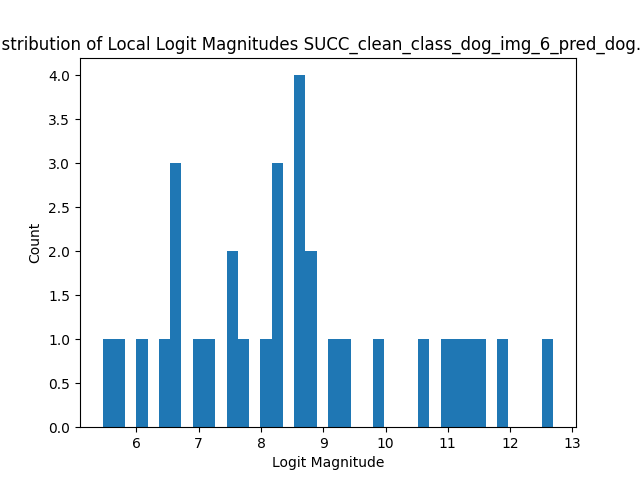 stribution of Local Logit Magnitudes SUCC_clean_class_dog_img_6_pred_dog.
4.0
3.5
3.0
2.5
2.0
1.5
1.0
0.5
0.0
Count
6 7 8 9 10 11 12 13
Logit Magnitude